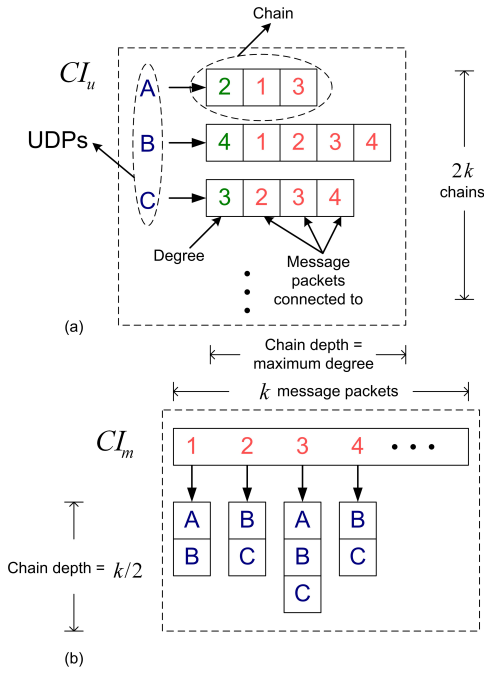 Chain
CI_u
A 2 1 3
UDPs
B 4 1 2 3 4
2k
chains
C 3 2 3 4
Degree
Message
packets
connected to
(a)
Chain depth =
maximum degree
k message packets
CI_m
1 2 3 4
A B A B
B C B C
C
Chain depth = k/2
(b)